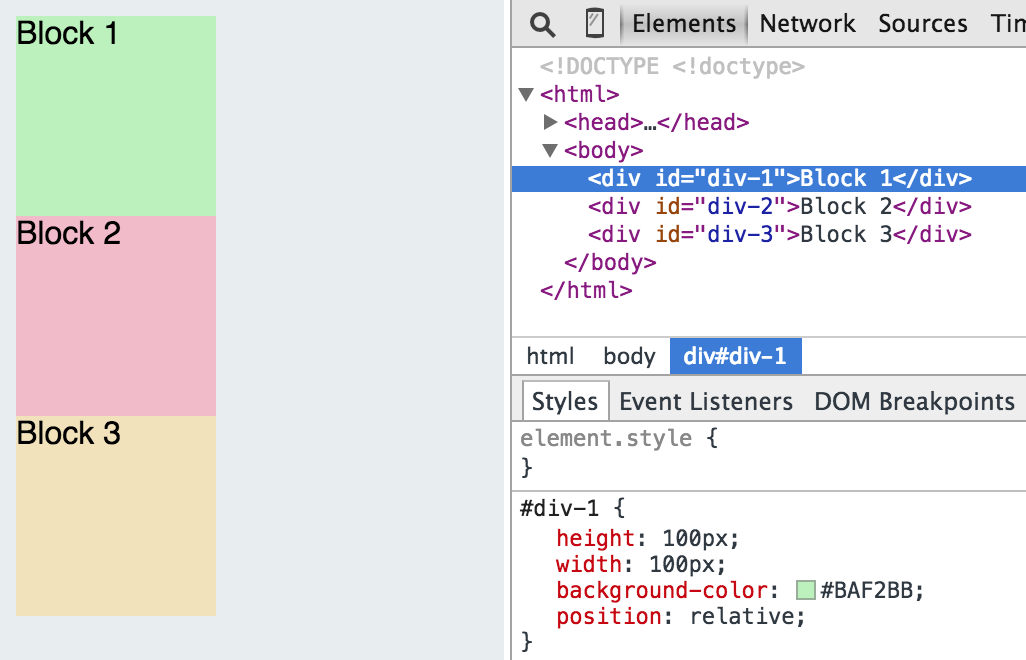 Block 1
Block 2
Block 3
Elements Network Sources Tim
<!DOCTYPE <!doctype>
<html>
<head>…</head>
<body>
<div id="div-1">Block 1</div>
<div id="div-2">Block 2</div>
<div id="div-3">Block 3</div>
</body>
</html>
html body div#div-1
Styles Event Listeners DOM Breakpoints
element.style {
}
#div-1 {
height: 100px;
width: 100px;
background-color: #BAF2BB;
position: relative;
}